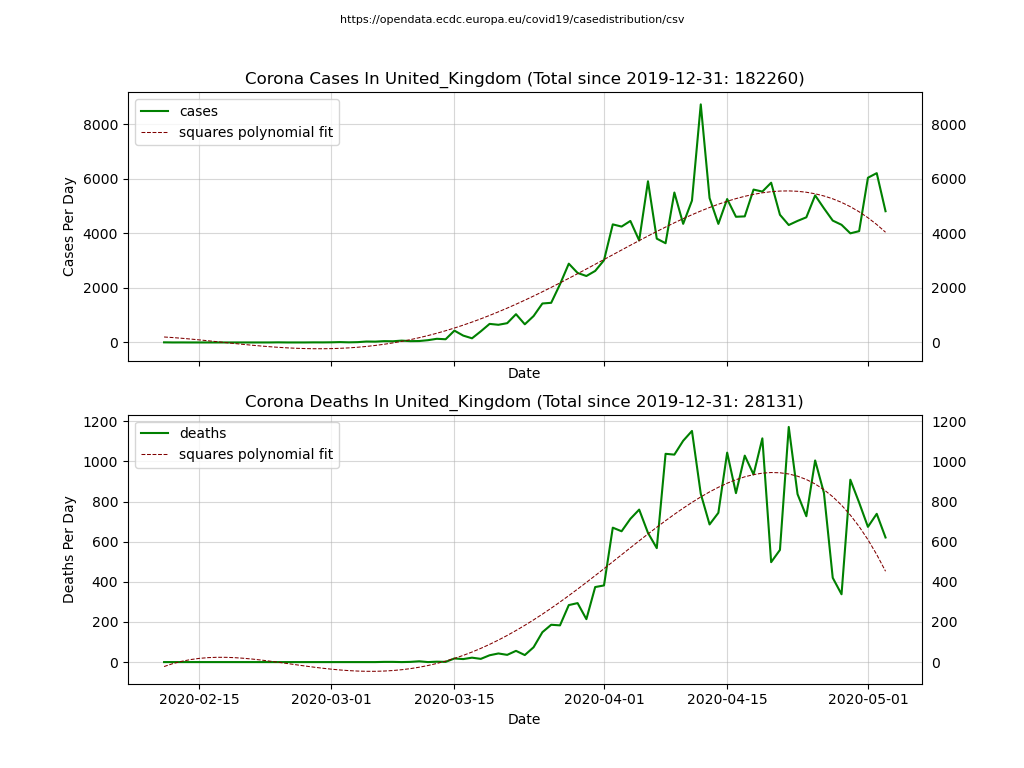 https://opendata.ecdc.europa.eu/covid19/casedistribution/csv
Corona Cases In United_Kingdom (Total since 2019-12-31: 182260)
cases
squares polynomial fit
Cases Per Day
8000
6000
4000
2000
0
8000
6000
4000
2000
0
Date
Corona Deaths In United_Kingdom (Total since 2019-12-31: 28131)
deaths
squares polynomial fit
Deaths Per Day
1200
1000
800
600
400
200
0
1200
1000
800
600
400
200
0
2020-02-15 2020-03-01 2020-03-15 2020-04-01 2020-04-15 2020-05-01
Date